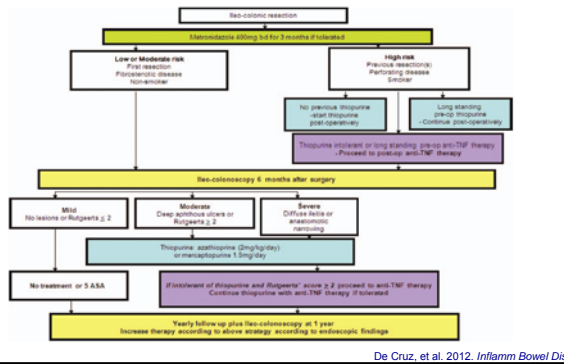 Ileo-colonic resection
Metronidazole 400mg bd for 3 months if tolerated
Low or Moderate risk
First resection
Fibrostenotic disease
Non-smoker
High risk
Previous resection(s)
Perforating disease
Smoker
No previous thiopurine
-start thiopurine
post-operatively
Long standing
pre-op thiopurine
- Continue post-operatively
Thiopurine intolerant or long standing pre-op anti-TNF therapy
- Proceed to post-op anti-TNF therapy
Ileo-colonoscopy 6 months after surgery
Mild
No lesions or Rutgeerts ≤ 2
Moderate
Deep aphthous ulcers or
Rutgeerts ≥ 2
Severe
Diffuse ileitis or
anastomotic
narrowing
Thiopurine: azathioprine (2mg/kg/day)
or mercaptopurine 1.5mg/day
No treatment or 5 ASA
If intolerant of thiopurine and Rutgeerts' score ≥ 2 proceed to anti-TNF therapy
Continue thiopurine with anti-TNF therapy if tolerated
Yearly follow up plus Ileo-colonoscopy at 1 year
Increase therapy according to above strategy according to endoscopic findings
De Cruz, et al. 2012. Inflamm Bowel Dis